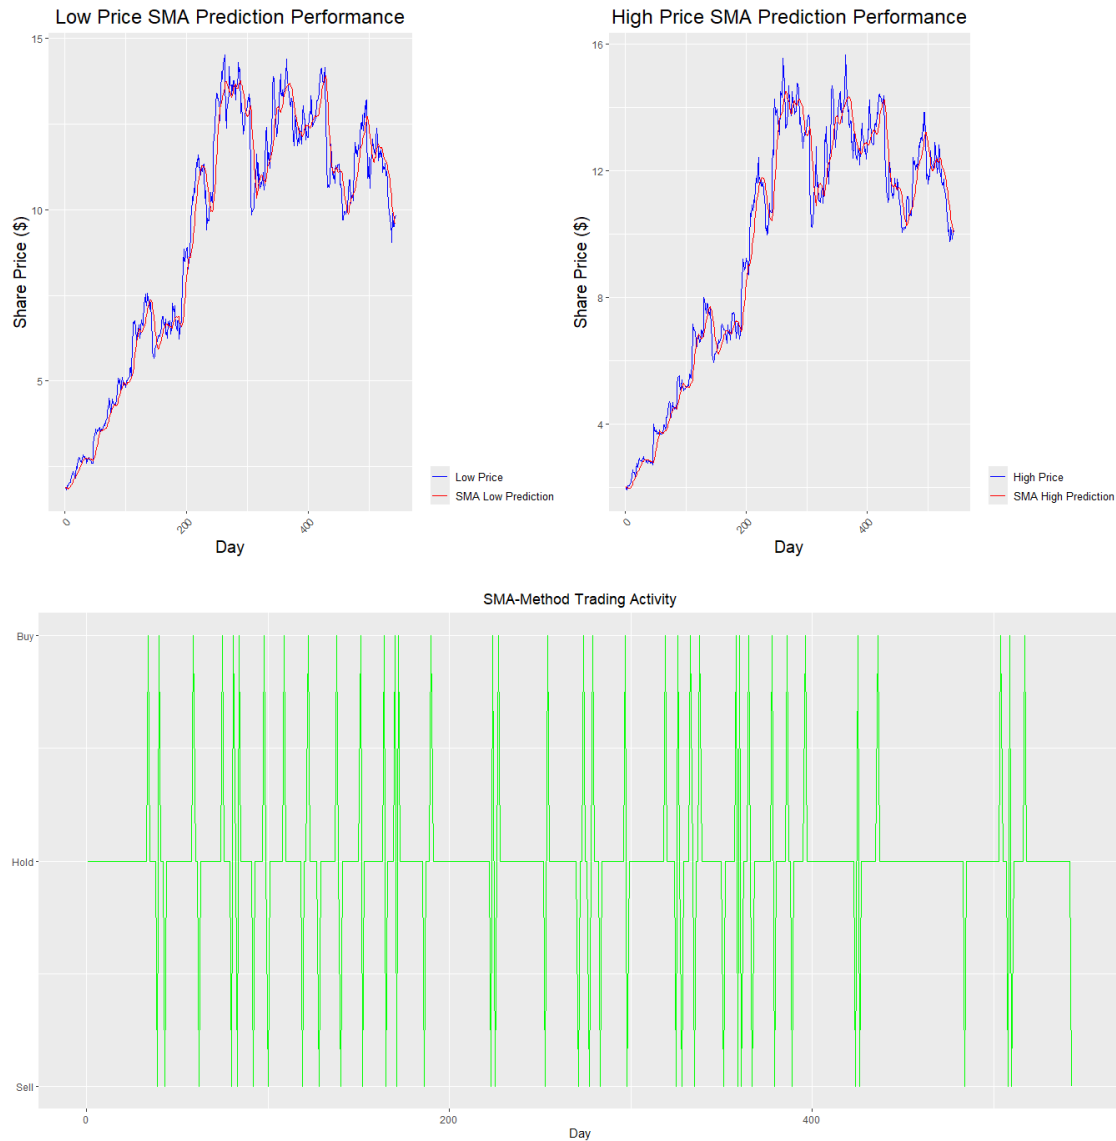 Low Price SMA Prediction Performance
15
10
5
Share Price ($)
0
200
400
Day
Low Price
SMA Low Prediction
High Price SMA Prediction Performance
16
12
8
4
Share Price ($)
0
200
400
Day
High Price
SMA High Prediction
SMA-Method Trading Activity
Buy
Hold
Sell
0
200
400
Day